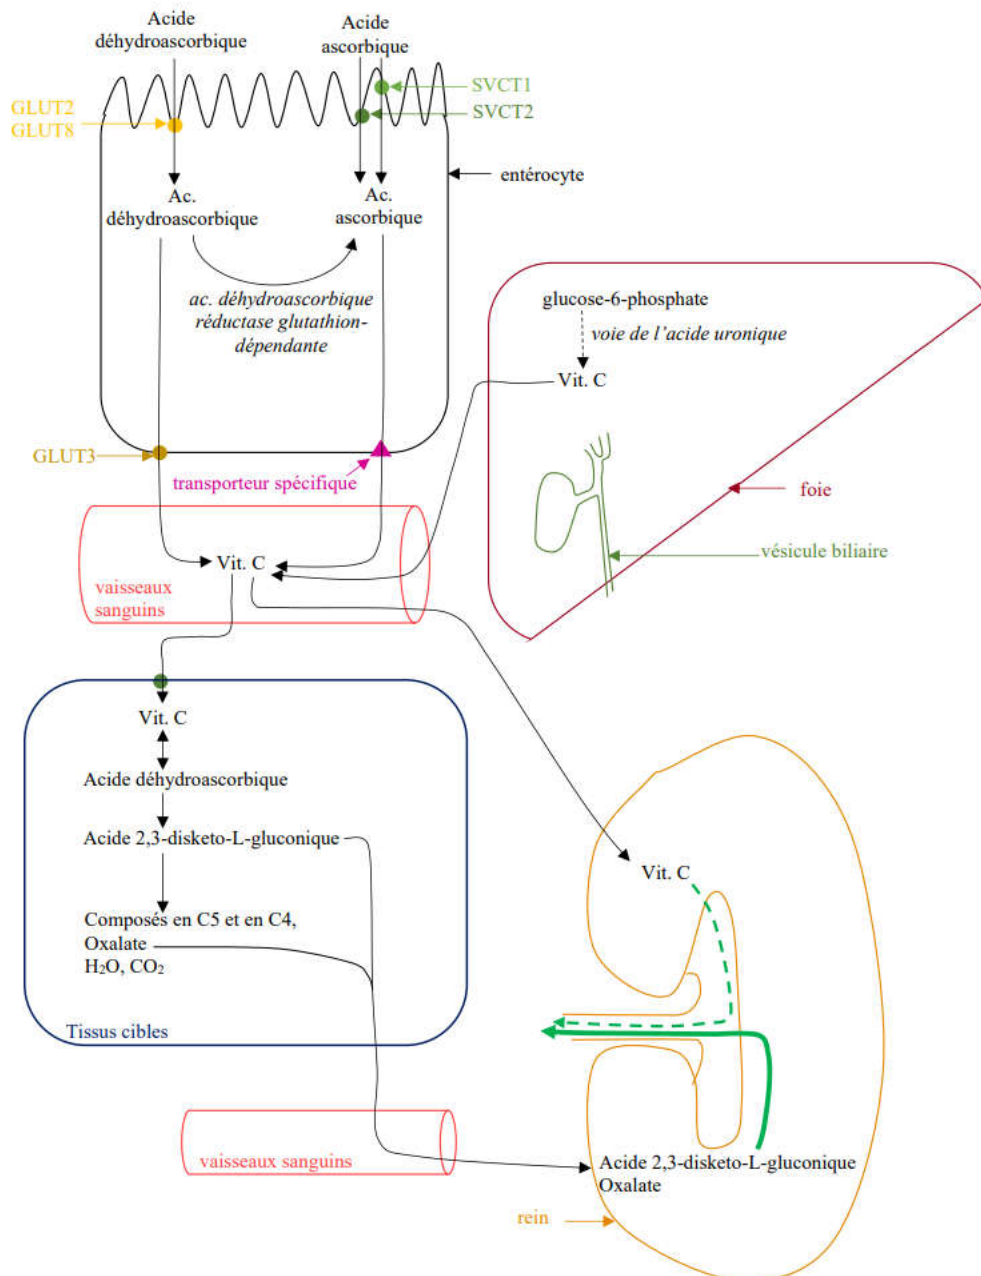 Acide
déhydroascorbique
Acide
ascorbique
SVCT1
SVCT2
GLUT2
GLUT8
entérocyte
Ac.
déhydroascorbique
Ac.
ascorbique
ac. déhydroascorbique
réductase glutathion-
dépendante
glucose-6-phosphate
voie de l’acide uronique
Vit. C
GLUT3
transporteur spécifique
foie
vésicule biliaire
Vit. C
vaisseaux
sanguins
Vit. C
Acide déhydroascorbique
Acide 2,3-disketo-L-gluconique
Composés en C5 et en C4,
Oxalate
H₂O, CO₂
Tissus cibles
Vit. C
vaisseaux sanguins
Acide 2,3-disketo-L-gluconique
Oxalate
rein